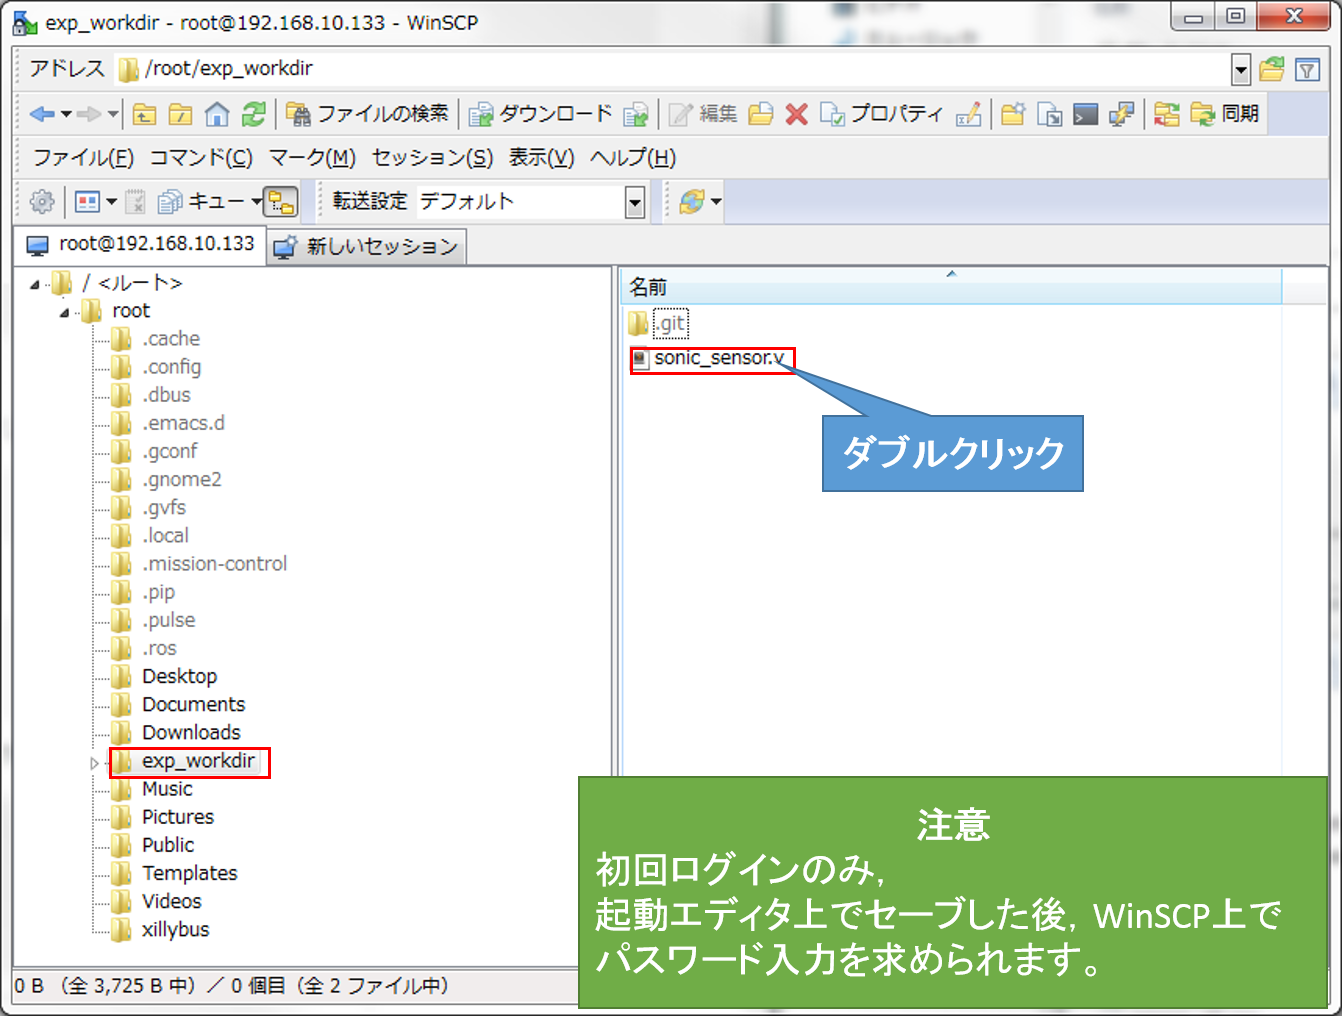 exp_workdir - root@192.168.10.133 - WinSCP
アドレス /root/exp_workdir
ファイルの検索 ダウンロード 編集 プロパティ 同期
ファイル(F) コマンド(C) マーク(M) セッション(S) 表示(V) ヘルプ(H)
キュー 転送設定 デフォルト
root@192.168.10.133 新しいセッション
/ <ルート>
root
.cache
.config
.dbus
.emacs.d
.gconf
.gnome2
.gvfs
.local
.mission-control
.pip
.pulse
.ros
Desktop
Documents
Downloads
exp_workdir
Music
Pictures
Public
Templates
Videos
xillybus
名前
.git
sonic_sensor.v
ダブルクリック
注意
初回ログインのみ，
起動エディタ上でセーブした後，WinSCP上で
パスワード入力を求められます。
0 B （全 3,725 B 中）／ 0 個目（全 2 ファイル中）